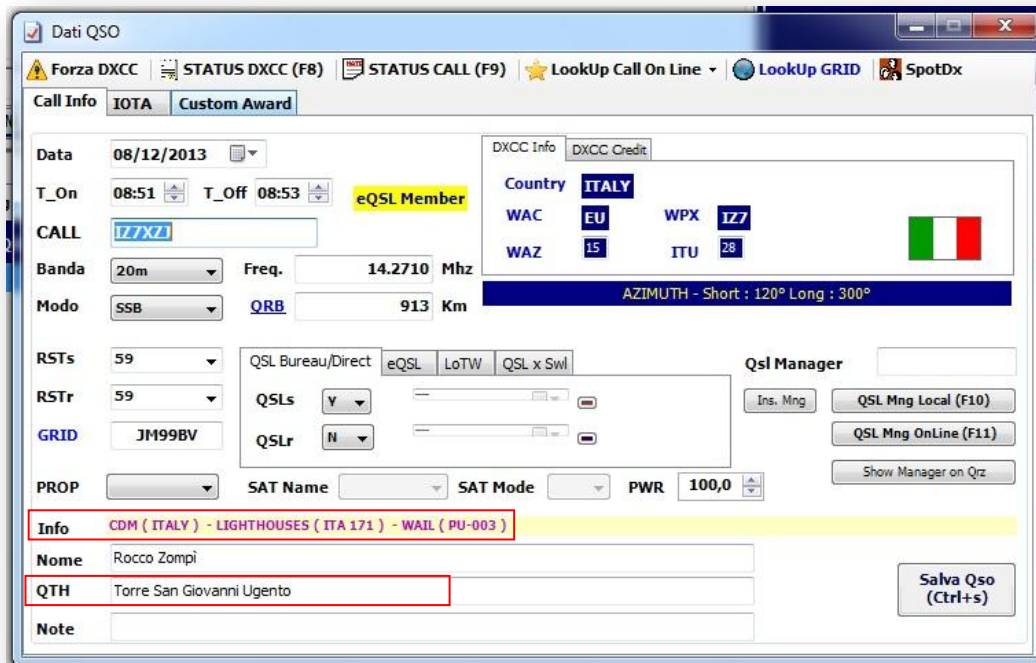 Dati QSO
Forza DXCC STATUS DXCC (F8) STATUS CALL (F9) LookUp Call On Line LookUp GRID SpotDx
Call Info IOTA Custom Award
Data 08/12/2013
T_On 08:51 T_Off 08:53 eQSL Member
CALL IZ7XZJ
Banda 20m Freq. 14.2710 Mhz
Modo SSB QRB 913 Km
DXCC Info DXCC Credit
Country ITALY
WAC EU WPX IZ7
WAZ 15 ITU 28
AZIMUTH - Short : 120° Long : 300°
RSTs 59
RSTr 59
GRID JM99BV
QSL Bureau/Direct eQSL LoTW QSL x Swl
QSLs Y
QSLr N
Qsl Manager
Ins. Mng QSL Mng Local (F10)
QSL Mng OnLine (F11)
Show Manager on Qrz
PROP SAT Name SAT Mode PWR 100,0
Info CDM ( ITALY ) - LIGHTHOUSES ( ITA 171 ) - WAIL ( PU-003 )
Nome Rocco Zompì
QTH Torre San Giovanni Ugento
Note
Salva Qso
(Ctrl+s)